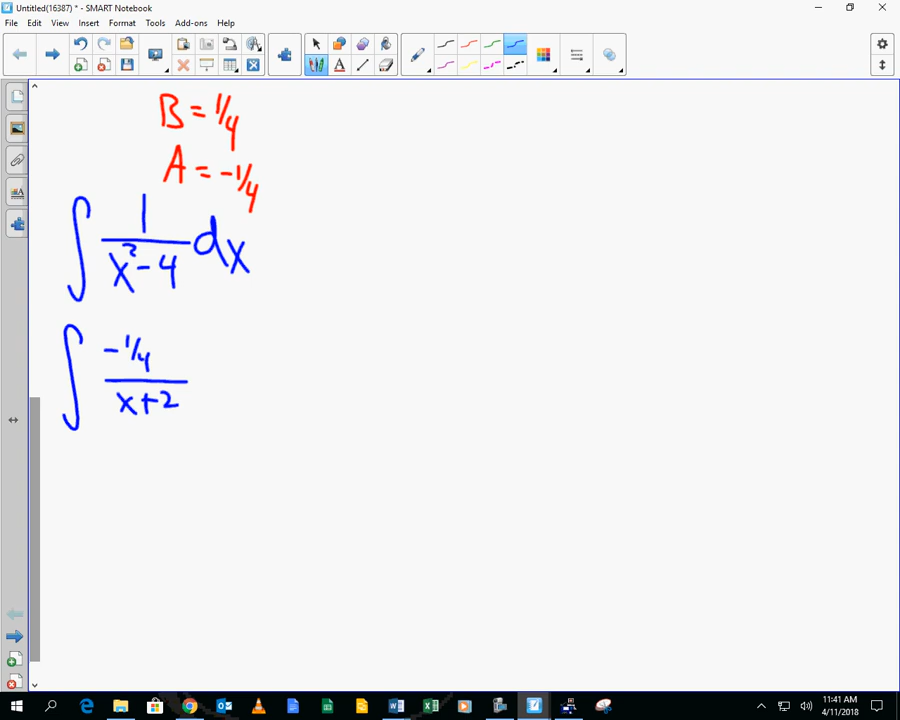 Untitled(16387) * - SMART Notebook
File Edit View Insert Format Tools Add-ons Help
B = 1/4
A = -1/4
∫ 1/(x² - 4) dx
∫ (-1/4)/(x+2)
11:41 AM
4/11/2018